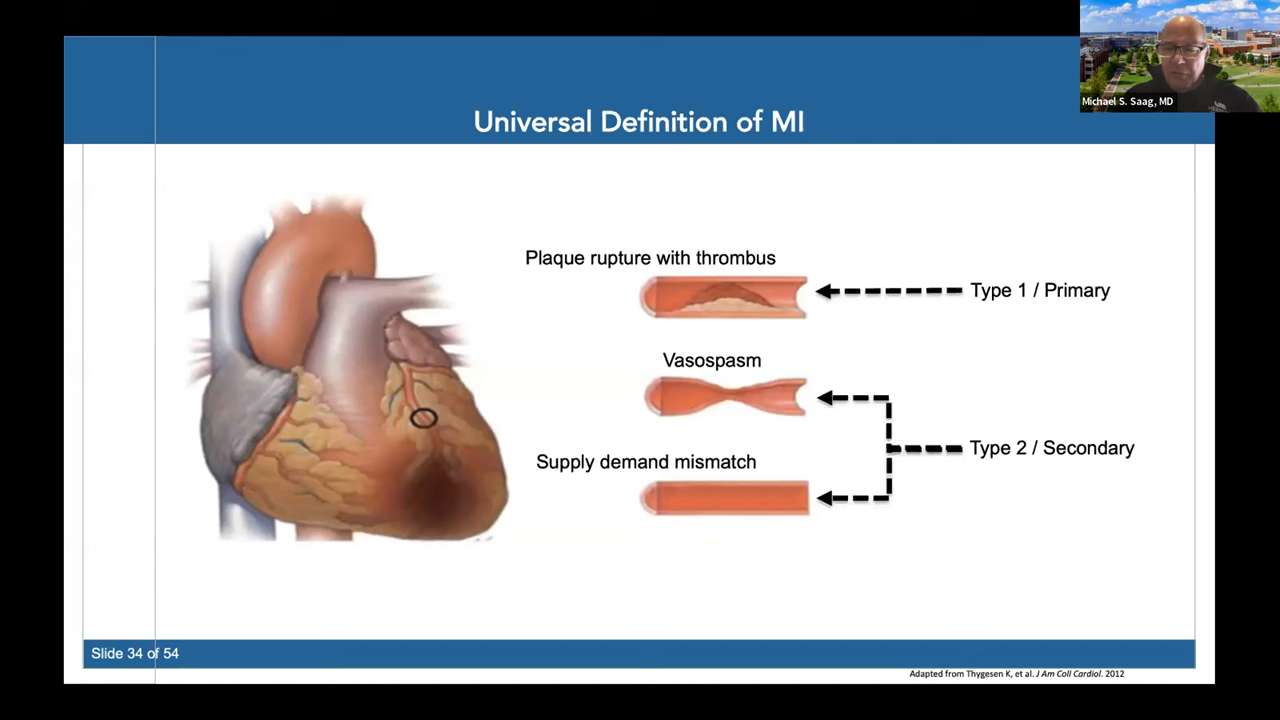 Michael S. Saag, MD
Universal Definition of MI
Plaque rupture with thrombus
Type 1 / Primary
Vasospasm
Type 2 / Secondary
Supply demand mismatch
Slide 34 of 54
Adapted from Thygesen K, et al. J Am Coll Cardiol. 2012